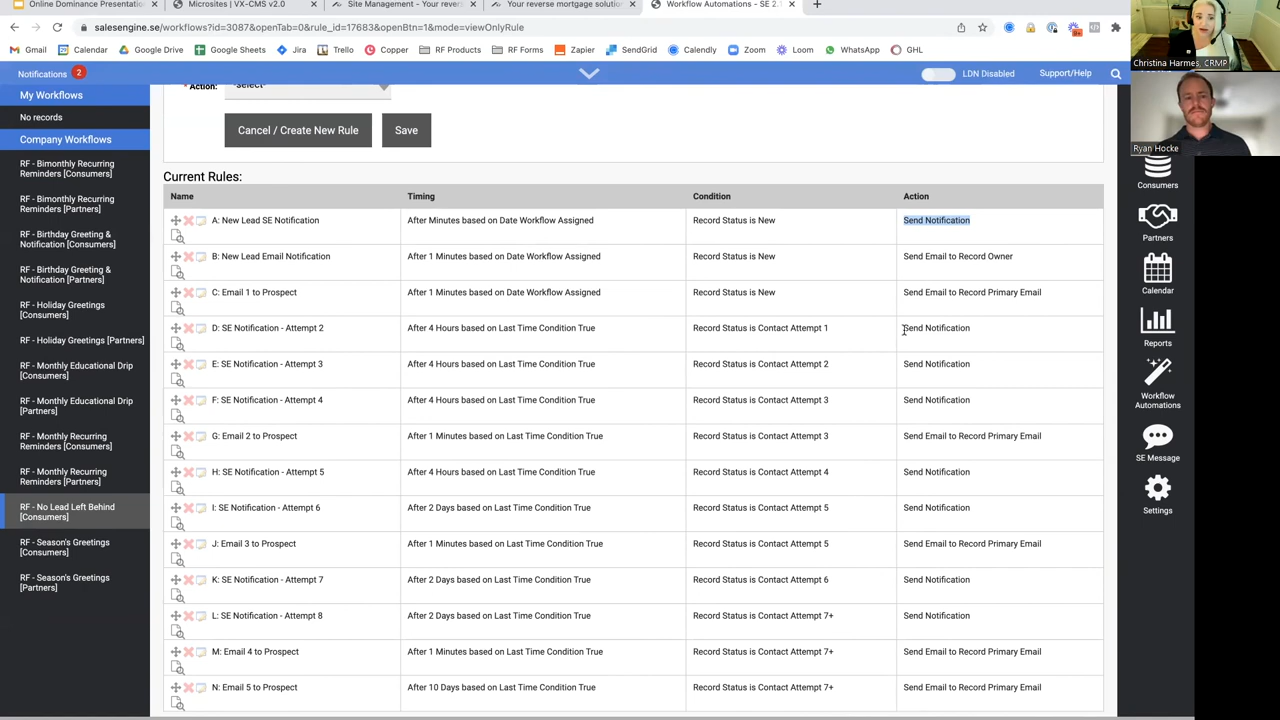 Online Dominance Presentatio
Microsites | VX-CMS v2.0
Site Management - Your revers
Your reverse mortgage solutio
Workflow Automations - SE 2.
salesengine.se/workflows?id=3087&openTab=0&rule_id=17683&openBtn=1&mode=viewOnlyRule
Gmail
Calendar
Google Drive
Google Sheets
Jira
Trello
Copper
RF Products
RF Forms
Zapier
SendGrid
Calendly
Zoom
Loom
WhatsApp
GHL
Christina Harmes, CRMP
Ryan Hocke
Notifications 2
LDN Disabled
Support/Help
My Workflows
No records
Company Workflows
RF - Bimonthly Recurring
Reminders [Consumers]
RF - Bimonthly Recurring
Reminders [Partners]
RF - Birthday Greeting &
Notification [Consumers]
RF - Birthday Greeting &
Notification [Partners]
RF - Holiday Greetings
[Consumers]
RF - Holiday Greetings [Partners]
RF - Monthly Educational Drip
[Consumers]
RF - Monthly Educational Drip
[Partners]
RF - Monthly Recurring
Reminders [Consumers]
RF - Monthly Recurring
Reminders [Partners]
RF - No Lead Left Behind
[Consumers]
RF - Season's Greetings
[Consumers]
RF - Season's Greetings
[Partners]
* Action: -select-
Cancel / Create New Rule
Save
Current Rules:
Name Timing Condition Action
A: New Lead SE Notification After Minutes based on Date Workflow Assigned Record Status is New Send Notification
B: New Lead Email Notification After 1 Minutes based on Date Workflow Assigned Record Status is New Send Email to Record Owner
C: Email 1 to Prospect After 1 Minutes based on Date Workflow Assigned Record Status is New Send Email to Record Primary Email
D: SE Notification - Attempt 2 After 4 Hours based on Last Time Condition True Record Status is Contact Attempt 1 Send Notification
E: SE Notification - Attempt 3 After 4 Hours based on Last Time Condition True Record Status is Contact Attempt 2 Send Notification
F: SE Notification - Attempt 4 After 4 Hours based on Last Time Condition True Record Status is Contact Attempt 3 Send Notification
G: Email 2 to Prospect After 1 Minutes based on Last Time Condition True Record Status is Contact Attempt 3 Send Email to Record Primary Email
H: SE Notification - Attempt 5 After 4 Hours based on Last Time Condition True Record Status is Contact Attempt 4 Send Notification
I: SE Notification - Attempt 6 After 2 Days based on Last Time Condition True Record Status is Contact Attempt 5 Send Notification
J: Email 3 to Prospect After 1 Minutes based on Last Time Condition True Record Status is Contact Attempt 5 Send Email to Record Primary Email
K: SE Notification - Attempt 7 After 2 Days based on Last Time Condition True Record Status is Contact Attempt 6 Send Notification
L: SE Notification - Attempt 8 After 2 Days based on Last Time Condition True Record Status is Contact Attempt 7+ Send Notification
M: Email 4 to Prospect After 1 Minutes based on Last Time Condition True Record Status is Contact Attempt 7+ Send Email to Record Primary Email
N: Email 5 to Prospect After 10 Days based on Last Time Condition True Record Status is Contact Attempt 7+ Send Email to Record Primary Email
Consumers
Partners
Calendar
Reports
Workflow
Automations
SE Message
Settings